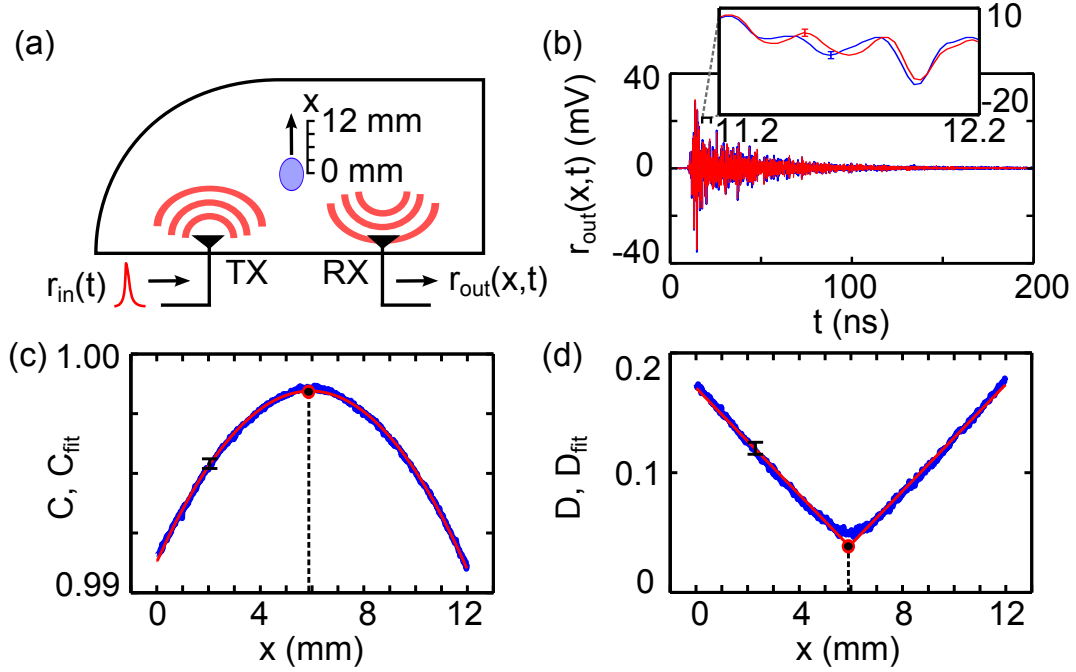 (a)
x
12 mm
0 mm
TX
RX
r_in(t)
r_out(x,t)
(b)
10
-20
11.2
12.2
r_out(x,t) (mV)
40
0
-40
0
100
200
t (ns)
(c)
1.00
0.99
C, C_fit
0
4
8
12
x (mm)
(d)
0.2
0.1
0
D, D_fit
0
4
8
12
x (mm)